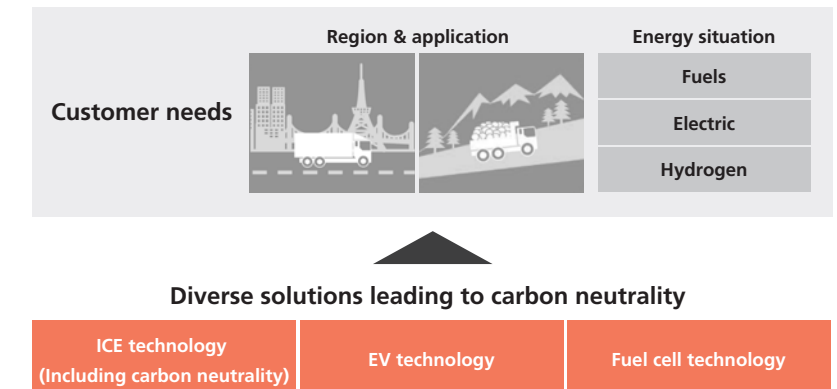 Region & application
Energy situation
Customer needs
Fuels
Electric
Hydrogen
Diverse solutions leading to carbon neutrality
ICE technology
(Including carbon neutrality)
EV technology
Fuel cell technology